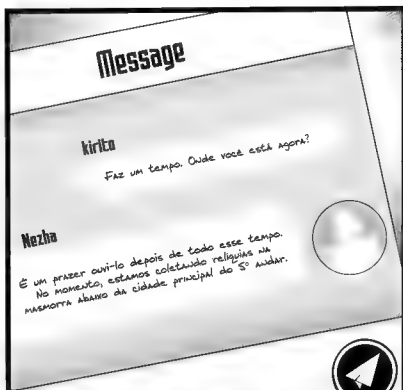 Message
kirito
Faz um tempo. Onde você está agora?
Nezha
É um prazer ouvi-lo depois de todo esse tempo.
No momento, estamos coletando relíquias na
masmorra abaixo da cidade principal do 5º andar.